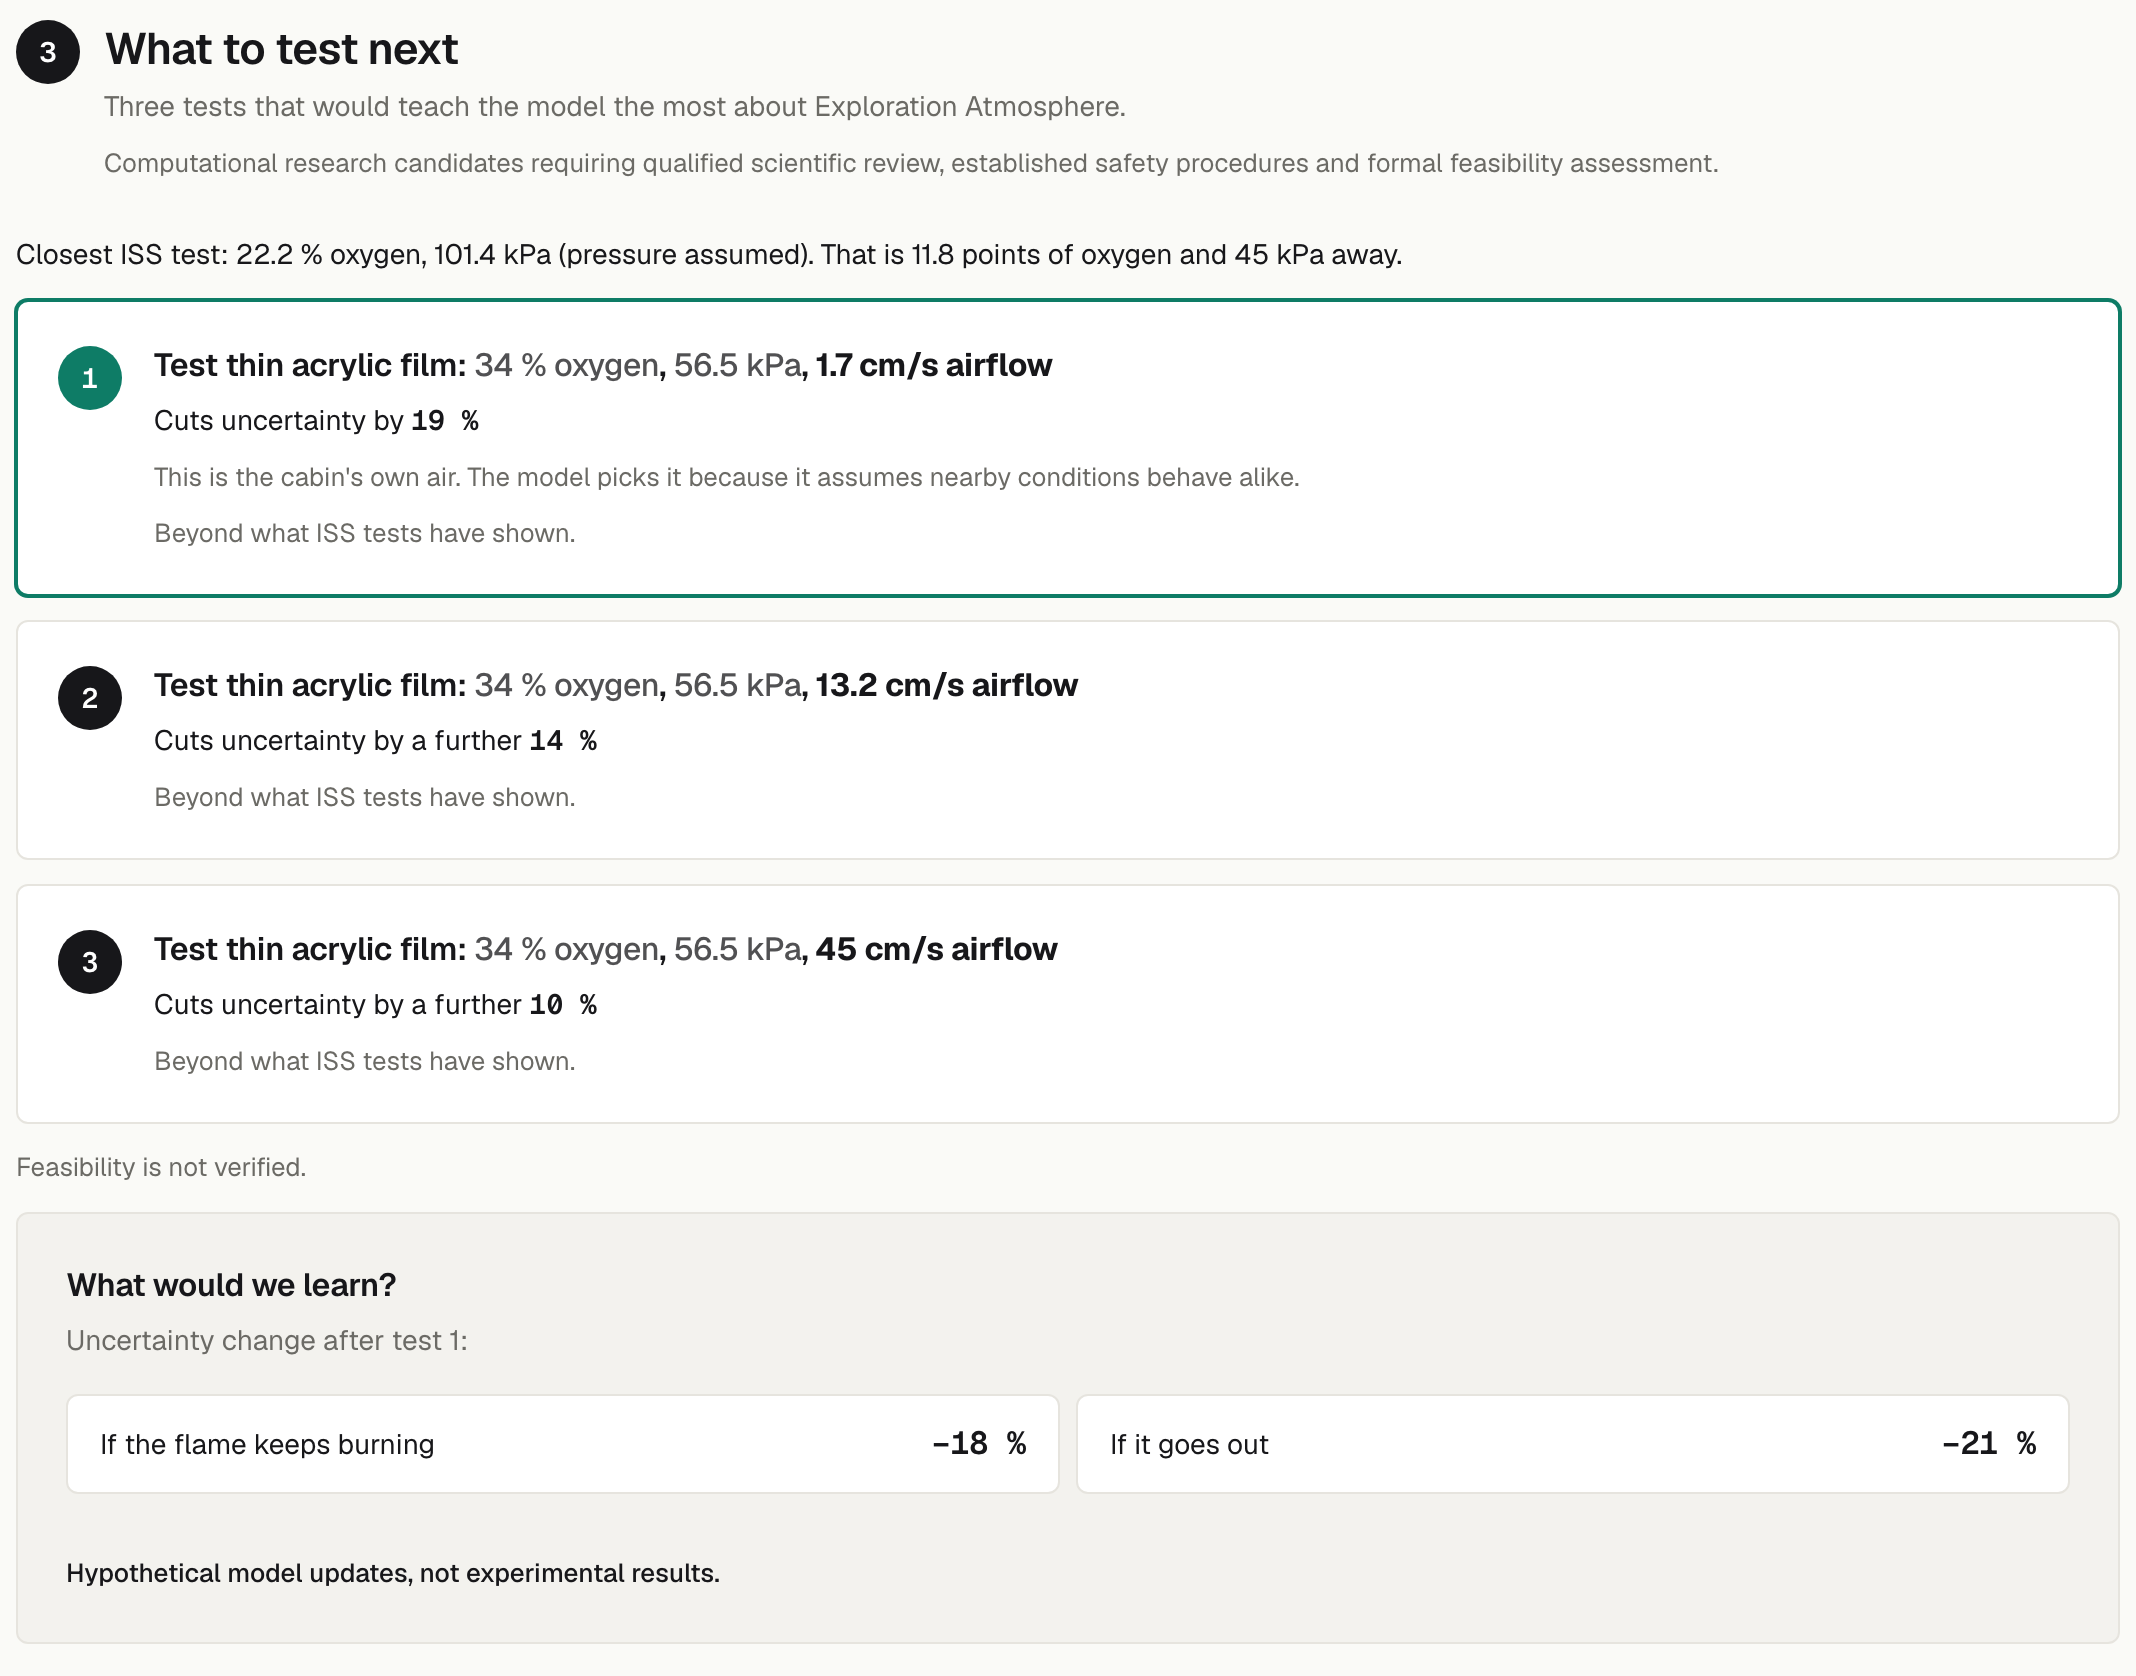 3
What to test next
Three tests that would teach the model the most about Exploration Atmosphere.
Computational research candidates requiring qualified scientific review, established safety procedures and formal feasibility assessment.
Closest ISS test: 22.2 % oxygen, 101.4 kPa (pressure assumed). That is 11.8 points of oxygen and 45 kPa away.
1
Test thin acrylic film: 34 % oxygen, 56.5 kPa, 1.7 cm/s airflow
Cuts uncertainty by 19 %
This is the cabin's own air. The model picks it because it assumes nearby conditions behave alike.
Beyond what ISS tests have shown.
2
Test thin acrylic film: 34 % oxygen, 56.5 kPa, 13.2 cm/s airflow
Cuts uncertainty by a further 14 %
Beyond what ISS tests have shown.
3
Test thin acrylic film: 34 % oxygen, 56.5 kPa, 45 cm/s airflow
Cuts uncertainty by a further 10 %
Beyond what ISS tests have shown.
Feasibility is not verified.
What would we learn?
Uncertainty change after test 1:
If the flame keeps burning −18 %
If it goes out −21 %
Hypothetical model updates, not experimental results.